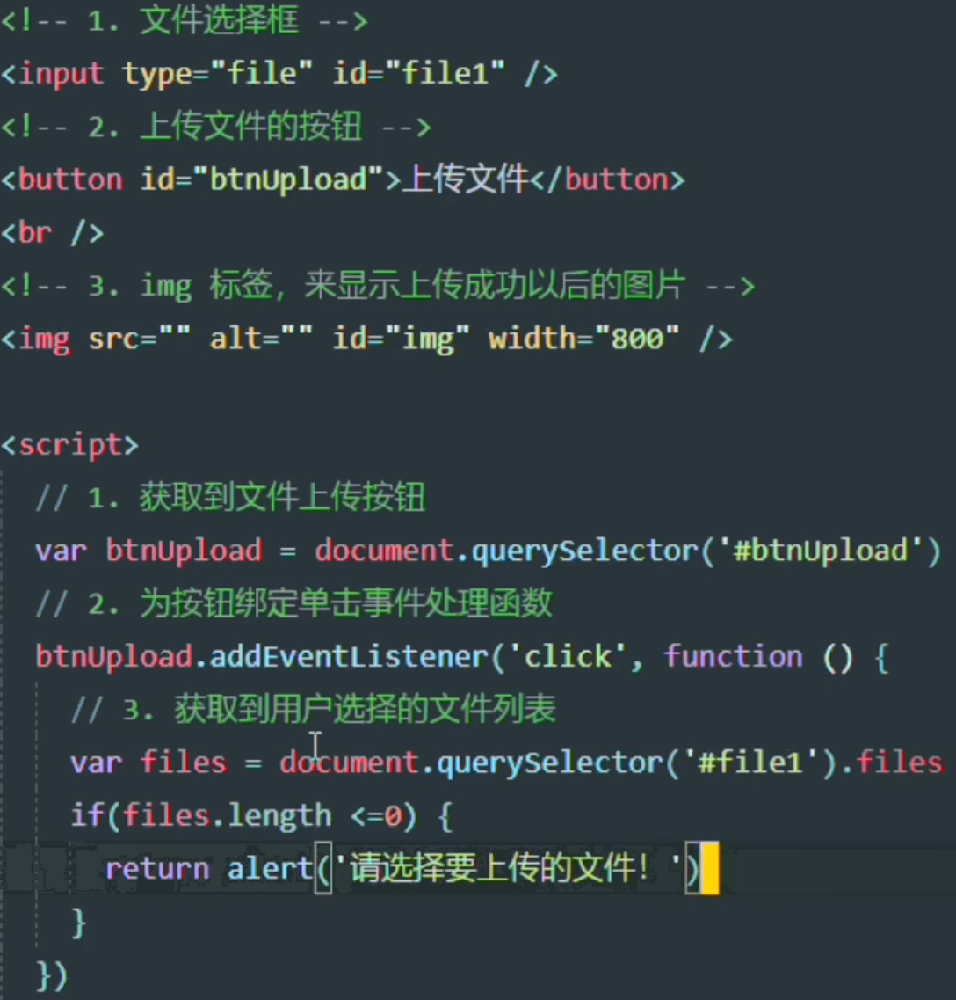 <!-- 1. 文件选择框 -->
<input type="file" id="file1" />
<!-- 2. 上传文件的按钮 -->
<button id="btnUpload">上传文件</button>
<br />
<!-- 3. img 标签，来显示上传成功以后的图片 -->
<img src="" alt="" id="img" width="800" />
<script>
// 1. 获取到文件上传按钮
var btnUpload = document.querySelector('#btnUpload')
// 2. 为按钮绑定单击事件处理函数
btnUpload.addEventListener('click', function () {
// 3. 获取到用户选择的文件列表
var files = document.querySelector('#file1').files
if(files.length <=0) {
return alert('请选择要上传的文件！')
}
})